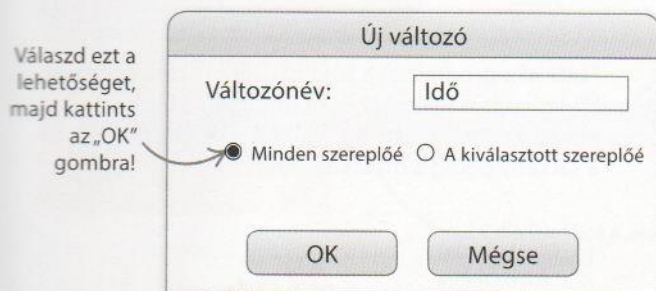 Új változó
Válaszd ezt a
lehetőséget,
majd kattints
az „OK"
gombra!
Változónév:
Idő
Minden szereplőé
A kiválasztott szereplőé
OK
Mégse